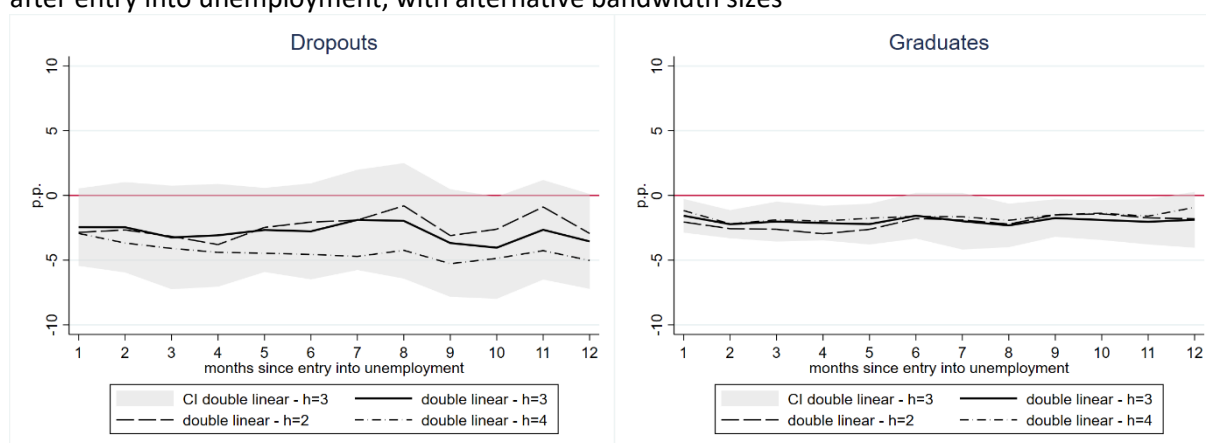 after entry into unemployment, with alternative bandwidth sizes
Dropouts
10
5
0
-5
-10
p.p.
1 2 3 4 5 6 7 8 9 10 11 12
months since entry into unemployment
CI double linear - h=3 double linear - h=3
double linear - h=2 double linear - h=4
Graduates
10
5
0
-5
-10
p.p.
1 2 3 4 5 6 7 8 9 10 11 12
months since entry into unemployment
CI double linear - h=3 double linear - h=3
double linear - h=2 double linear - h=4